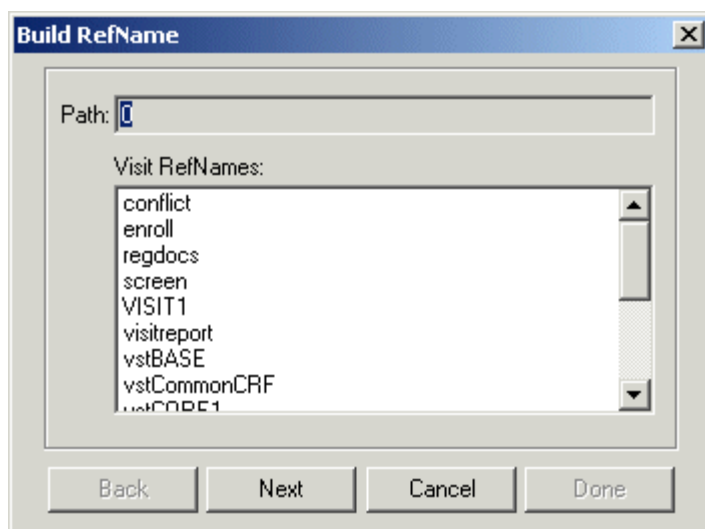 Build RefName
Path: 0
Visit RefNames:
conflict
enroll
regdocs
screen
VISIT1
visitreport
vstBASE
vstCommonCRF
Back Next Cancel Done